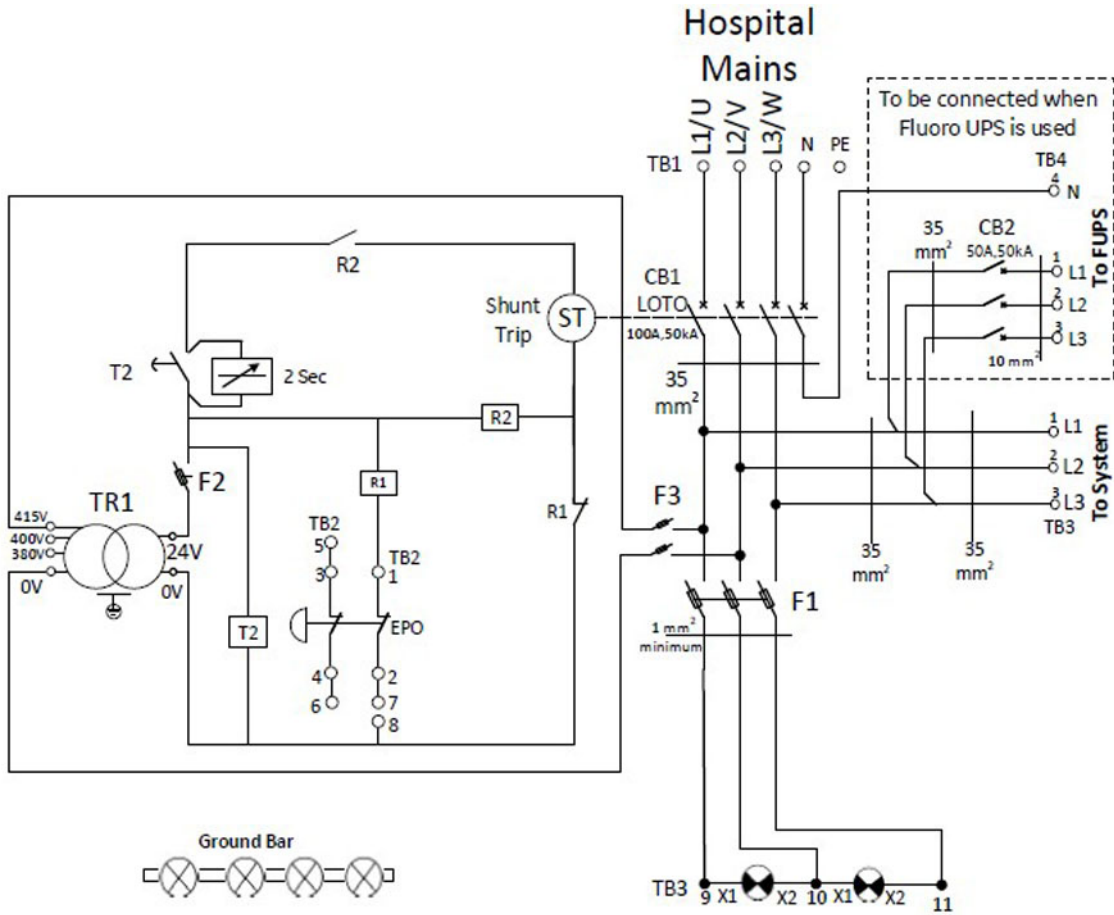 Hospital
Mains
L1/U
L2/V
L3/W
N
PE
TB1
To be connected when
Fluoro UPS is used
TB4
4
N
35
mm²
CB2
50A,50kA
1
L1
2
L2
3
L3
To FUPS
10 mm²
R2
Shunt
Trip
ST
CB1
LOTO
100A,50kA
35
mm²
T2
2 Sec
R2
1
L1
2
L2
3
L3
TB3
To System
35
mm²
35
mm²
F2
R1
R1
F3
TR1
415V
400V
380V
0V
24V
0V
TB2
5
3
TB2
1
F1
1 mm²
minimum
T2
EPO
4
6
2
7
8
Ground Bar
TB3
9
X1
X2
10
X1
X2
11